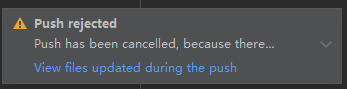 Push rejected
Push has been cancelled, because there...
View files updated during the push